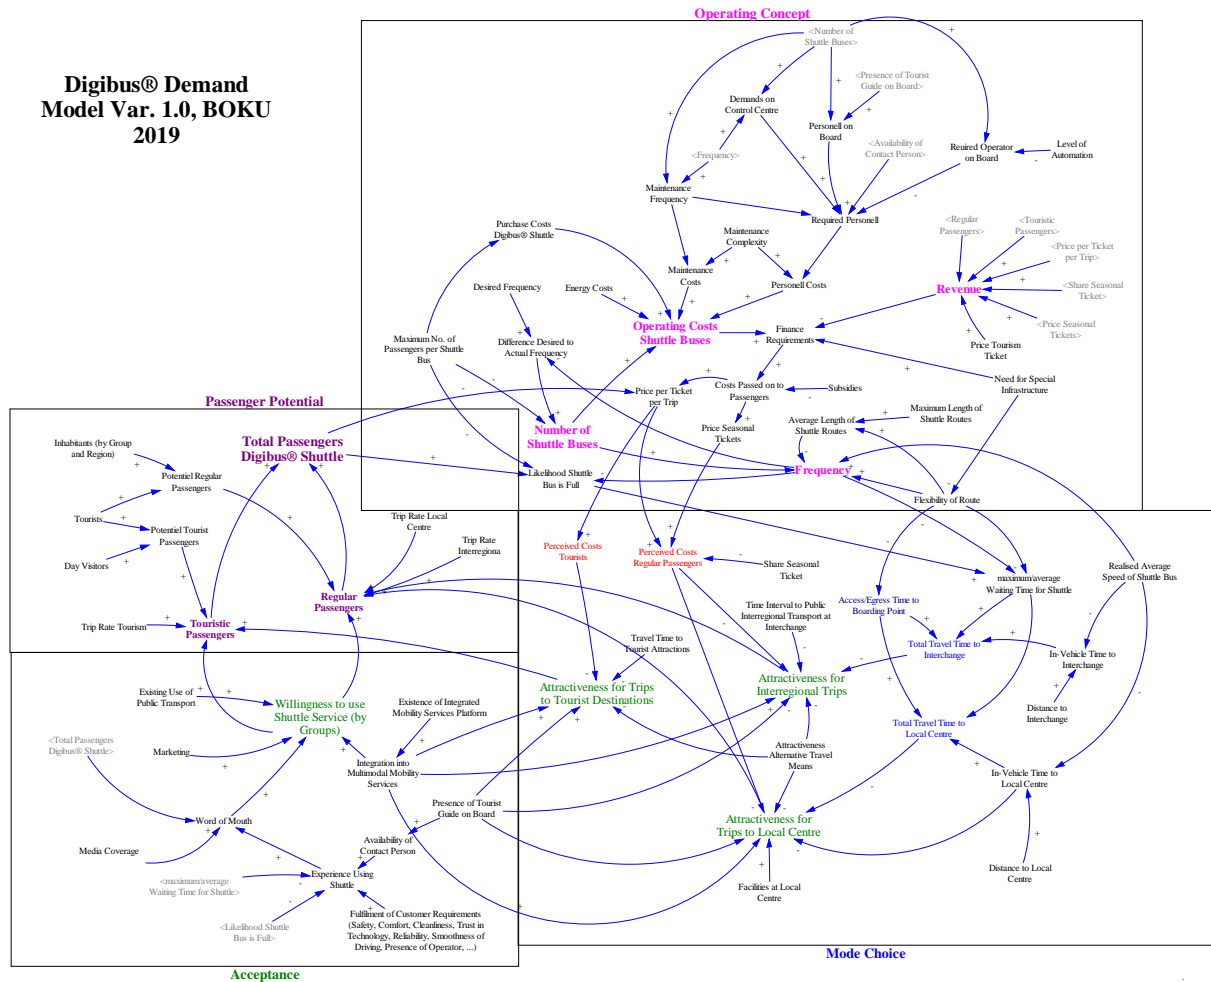 Operating Concept
Digibus® Demand
Model Var. 1.0, BOKU
2019
<Number of
Shuttle Buses>
<Presence of Tourist
Guide on Board>
Demands on
Control Centre
Personell on
Board
<Availability of
Contact Person>
Reuired Operator
on Board
Level of
Automation
<Frequency>
Maintenance
Frequency
Required Personell
Purchase Costs
Digibus® Shuttle
Maintenance
Complexity
<Regular
Passengers>
<Touristic
Passengers>
<Price per Ticket
per Trip>
Maintenance
Costs
Personell Costs
Desired Frequency
Energy Costs
Revenue
<Share Seasonal
Ticket>
<Price Seasonal
Tickets>
Operating Costs
Shuttle Buses
Finance
Requirements
Price Tourism
Ticket
Maximum No. of
Passengers per Shuttle
Bus
Difference Desired to
Actual Frequency
Need for Special
Infrastructure
Price per Ticket
per Trip
Costs Passed on to
Passengers
Subsidies
Passenger Potential
Price Seasonal
Tickets
Average Length of
Shuttle Routes
Maximum Length of
Shuttle Routes
Number of
Shuttle Buses
Total Passengers
Digibus® Shuttle
Inhabitants (by Group
and Region)
Potentiel Regular
Passengers
Likelihood Shuttle
Bus is Full
Frequency
Flexibility of Route
Tourists
Potentiel Tourist
Passengers
Day Visitors
Trip Rate Local
Centre
Trip Rate
Interregiona
Perceived Costs
Tourists
Perceived Costs
Regular Passengers
Share Seasonal
Ticket
maximum/average
Waiting Time for Shuttle
Realised Average
Speed of Shuttle Bus
Regular
Passengers
Access/Egress Time to
Boarding Point
Time Interval to Public
Interregional Transport at
Interchange
Trip Rate Tourism
Touristic
Passengers
Travel Time to
Tourist Attractions
Total Travel Time to
Interchange
In-Vehicle Time to
Interchange
Attractiveness for Trips
to Tourist Destinations
Attractiveness for
Interregional Trips
Existing Use of
Public Transport
Willingness to use
Shuttle Service (by
Groups)
Existence of Integrated
Mobility Services Platform
Distance to
Interchange
Total Travel Time to
Local Centre
<Total Passengers
Digibus® Shuttle>
Marketing
Integration into
Multimodal Mobility
Services
Attractiveness
Alternative Travel
Means
In-Vehicle Time to
Local Centre
Presence of Tourist
Guide on Board
Word of Mouth
Attractiveness for
Trips to Local Centre
Media Coverage
Availability of
Contact Person
<maximum/average
Waiting Time for Shuttle>
Experience Using
Shuttle
Facilities at Local
Centre
Distance to Local
Centre
<Likelihood Shuttle
Bus is Full>
Fulfilment of Customer Requirements
(Safety, Comfort, Cleanliness, Trust in
Technology, Reliability, Smoothness of
Driving, Presence of Operator, ...)
Mode Choice
Acceptance